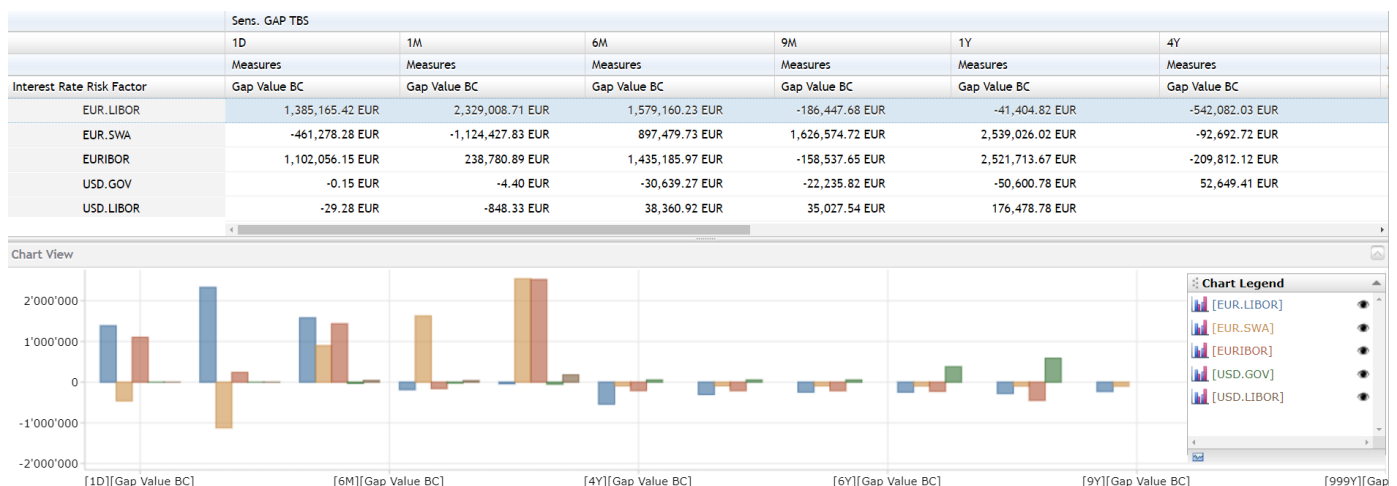 Sens. GAP TBS
1D 1M 6M 9M 1Y 4Y
Measures Measures Measures Measures Measures Measures
Interest Rate Risk Factor Gap Value BC Gap Value BC Gap Value BC Gap Value BC Gap Value BC Gap Value BC
EUR.LIBOR 1,385,165.42 EUR 2,329,008.71 EUR 1,579,160.23 EUR -186,447.68 EUR -41,404.82 EUR -542,082.03 EUR
EUR.SWA -461,278.28 EUR -1,124,427.83 EUR 897,479.73 EUR 1,626,574.72 EUR 2,539,026.02 EUR -92,692.72 EUR
EURIBOR 1,102,056.15 EUR 238,780.89 EUR 1,435,185.97 EUR -158,537.65 EUR 2,521,713.67 EUR -209,812.12 EUR
USD.GOV -0.15 EUR -4.40 EUR -30,639.27 EUR -22,235.82 EUR -50,600.78 EUR 52,649.41 EUR
USD.LIBOR -29.28 EUR -848.33 EUR 38,360.92 EUR 35,027.54 EUR 176,478.78 EUR
Chart View
Chart Legend
[EUR.LIBOR]
[EUR.SWA]
[EURIBOR]
[USD.GOV]
[USD.LIBOR]
2'000'000
1'000'000
0
-1'000'000
-2'000'000
[1D][Gap Value BC] [6M][Gap Value BC] [4Y][Gap Value BC] [6Y][Gap Value BC] [9Y][Gap Value BC] [999Y][Gap